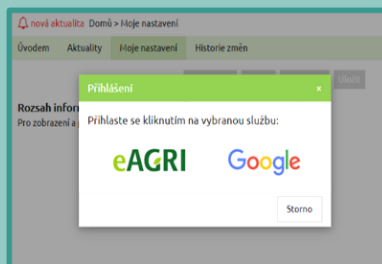 nová aktualita Domů > Moje nastavení
Úvodem Aktuality Moje nastavení Historie změn
Uložit
Přihlášení ×
Rozsah infor
Pro zobrazení a
Přihlaste se kliknutím na vybranou službu:
eAGRI Google
Storno